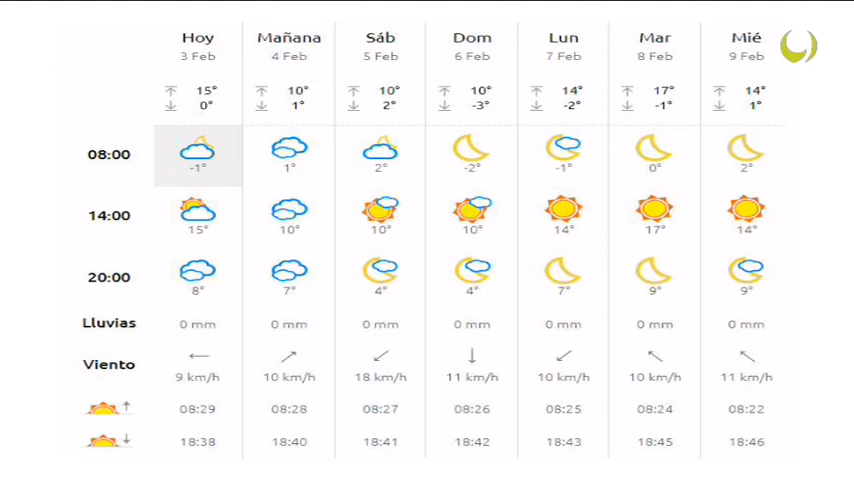 Hoy Mañana Sáb Dom Lun Mar Mié
3 Feb 4 Feb 5 Feb 6 Feb 7 Feb 8 Feb 9 Feb
15° 10° 10° 10° 14° 17° 14°
0° 1° 2° -3° -2° -1° 1°
08:00
-1° 1° 2° -2° -1° 0° 2°
14:00
15° 10° 10° 10° 14° 17° 14°
20:00
8° 7° 4° 4° 7° 9° 9°
Lluvias 0 mm 0 mm 0 mm 0 mm 0 mm 0 mm 0 mm
Viento
9 km/h 10 km/h 18 km/h 11 km/h 10 km/h 10 km/h 11 km/h
08:29 08:28 08:27 08:26 08:25 08:24 08:22
18:38 18:40 18:41 18:42 18:43 18:45 18:46